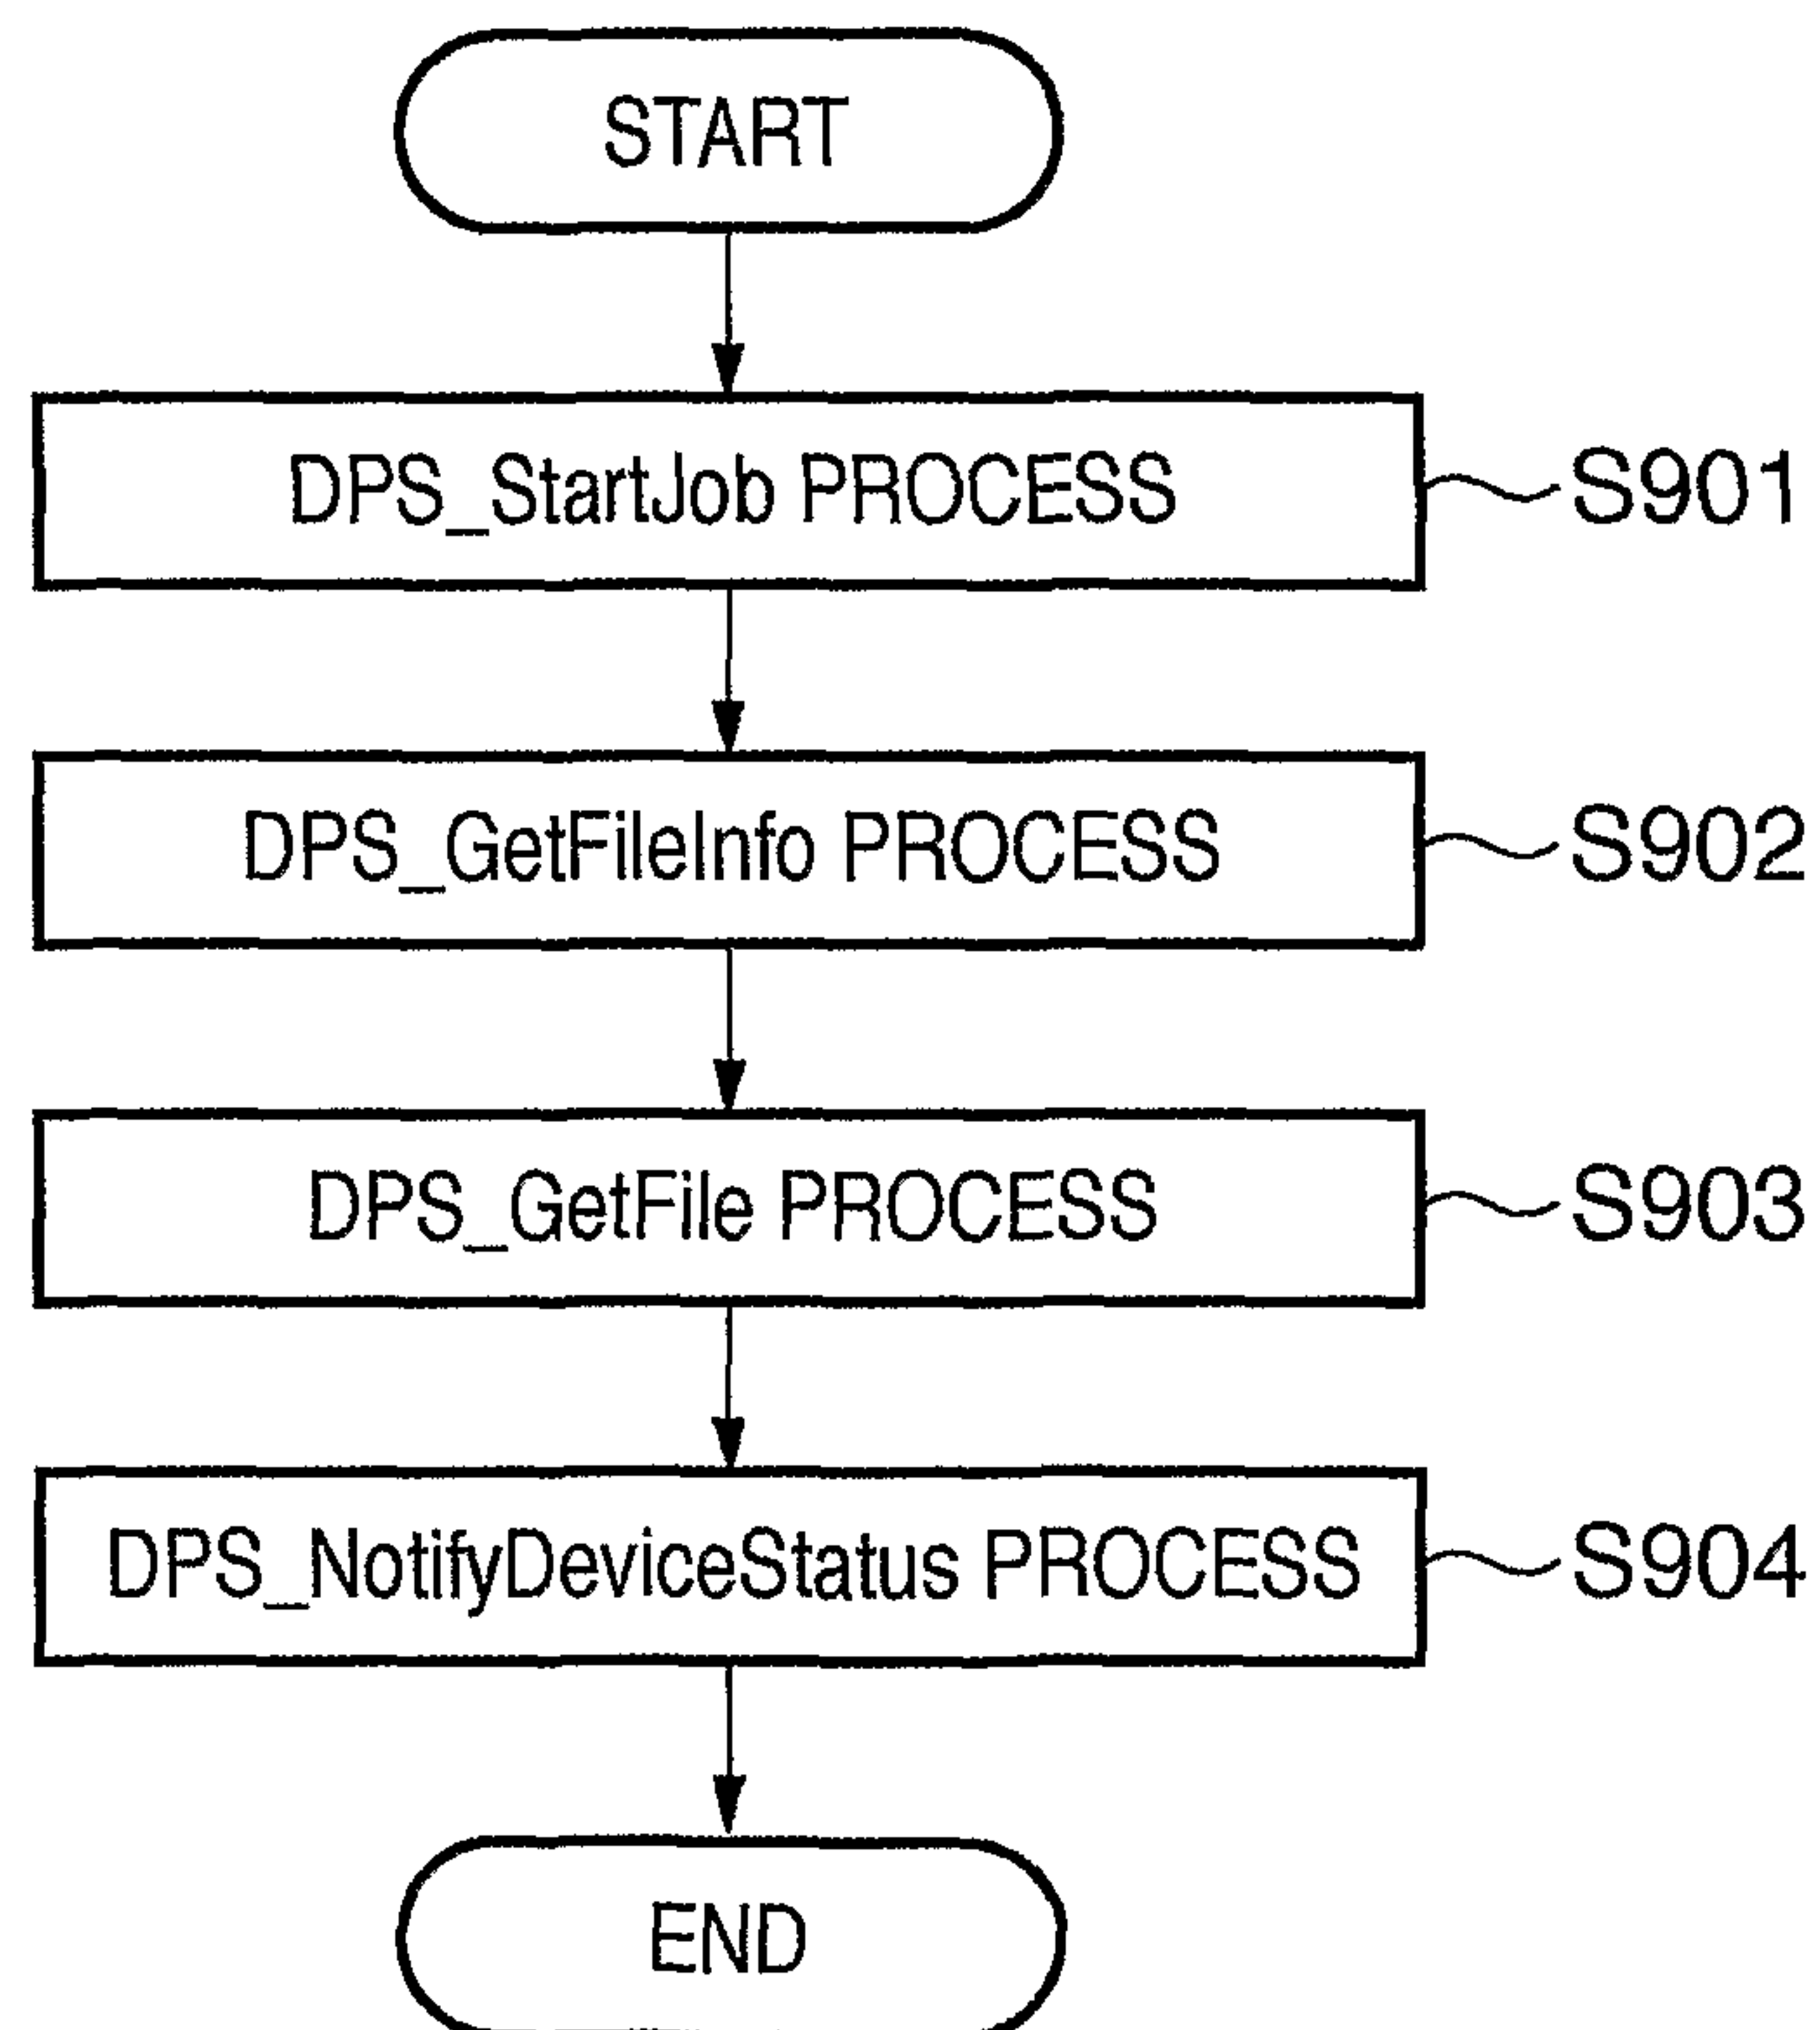 START
DPS_StartJob PROCESS
S901
DPS_GetFileInfo PROCESS
S902
DPS_GetFile PROCESS
S903
DPS_NotifyDeviceStatus PROCESS
S904
END